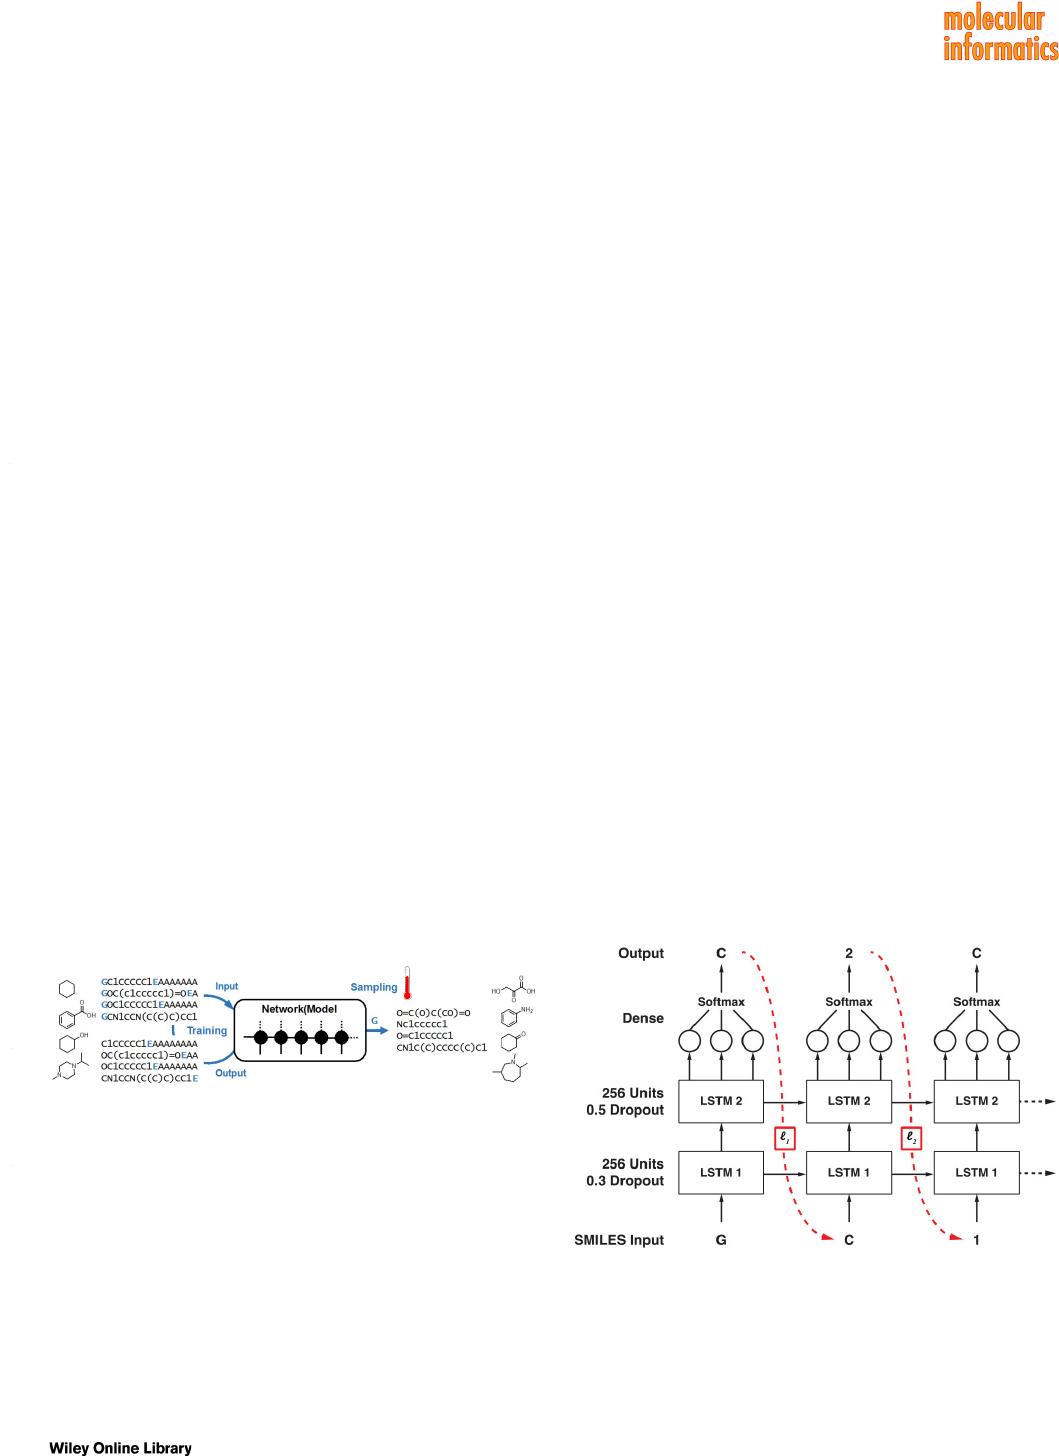 molecular
informatics
GC1CCCCC1EAAAAAAA
GOC(c1ccccc1)=OEA
GOC1CCCCC1EAAAAAA
GCN1CCN(C(C)C)CC1
Training
C1CCCCC1EAAAAAAAA
OC(c1ccccc1)=OEAA
OC1CCCCC1EAAAAAAA
CN1CCN(C(C)C)CC1E
O
OH
OH
N
N
Input
Output
Network(Model
G
Sampling
O=C(O)C(CO)=O
Nc1ccccc1
O=C1CCCCC1
CN1C(C)CCCC(C)C1
O
HO
OH
O
NH2
O
N
Output
C
2
C
Softmax
Softmax
Softmax
Dense
256 Units
0.5 Dropout
LSTM 2
LSTM 2
LSTM 2
ℓ1
ℓ2
256 Units
0.3 Dropout
LSTM 1
LSTM 1
LSTM 1
SMILES Input
G
C
1
Wiley Online Library